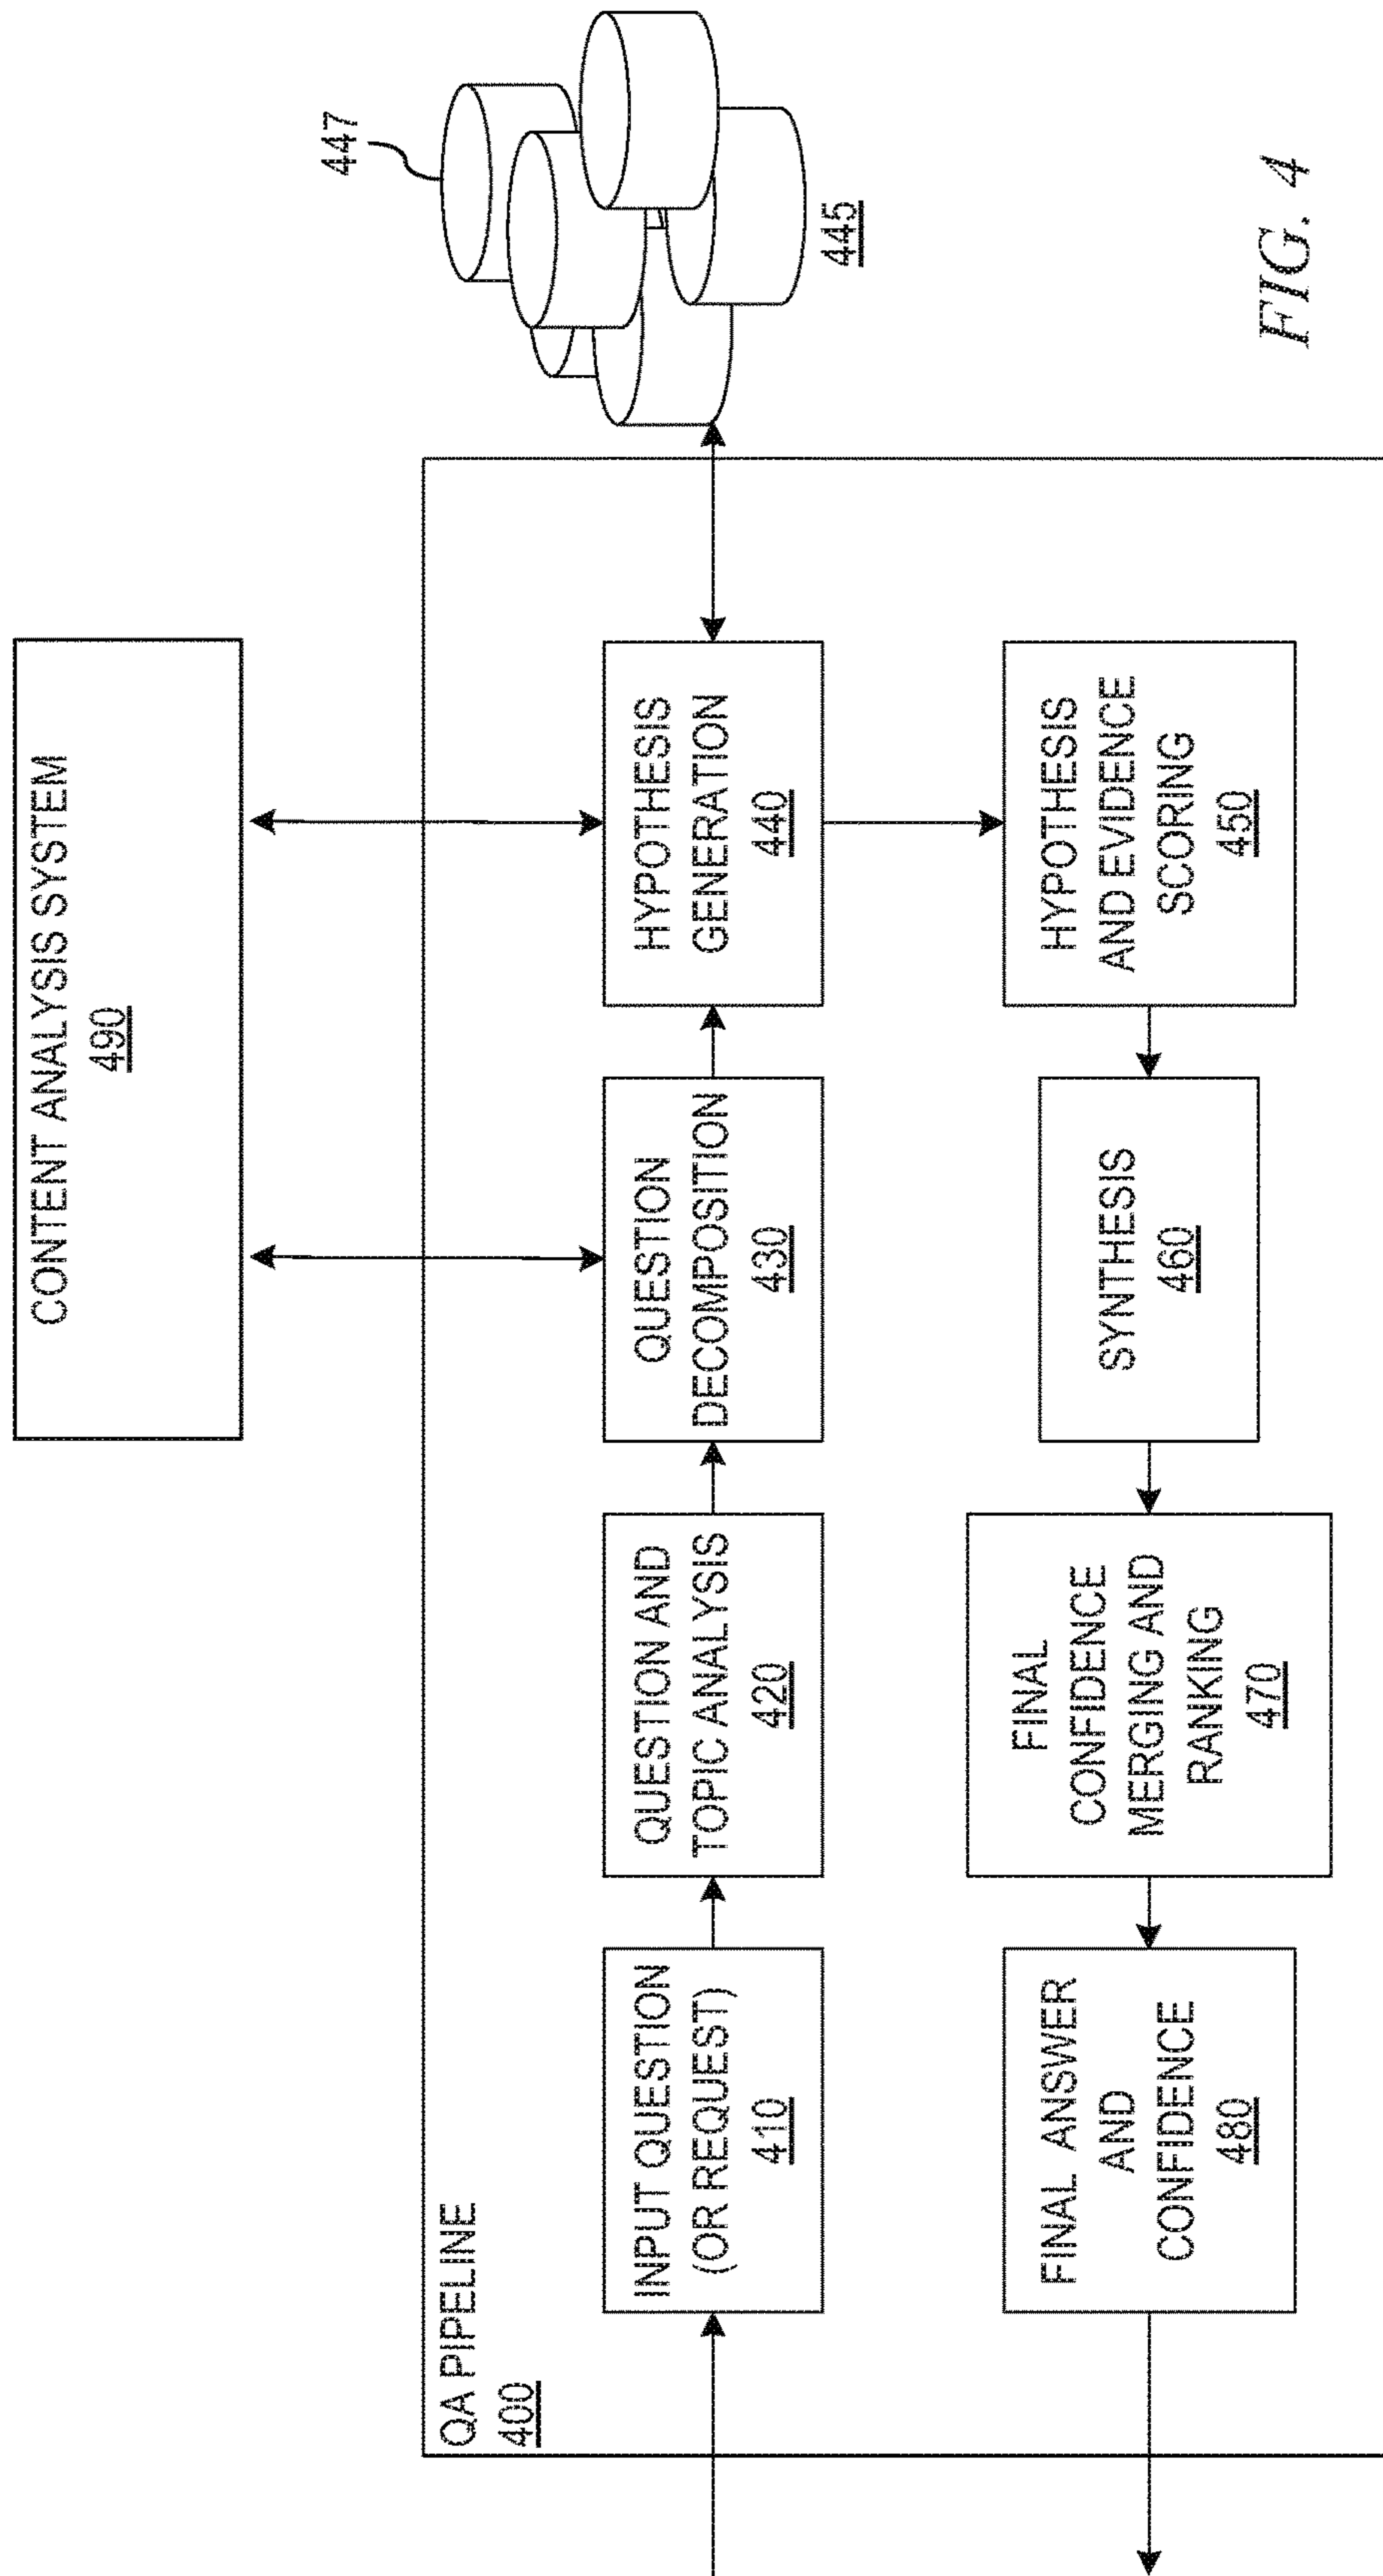 CONTENT ANALYSIS SYSTEM
490
QA PIPELINE
400
INPUT QUESTION
(OR REQUEST)
410
QUESTION AND
TOPIC ANALYSIS
420
QUESTION
DECOMPOSITION
430
HYPOTHESIS
GENERATION
440
447
445
HYPOTHESIS
AND EVIDENCE
SCORING
450
SYNTHESIS
460
FINAL
CONFIDENCE
MERGING AND
RANKING
470
FINAL ANSWER
AND
CONFIDENCE
480
FIG. 4